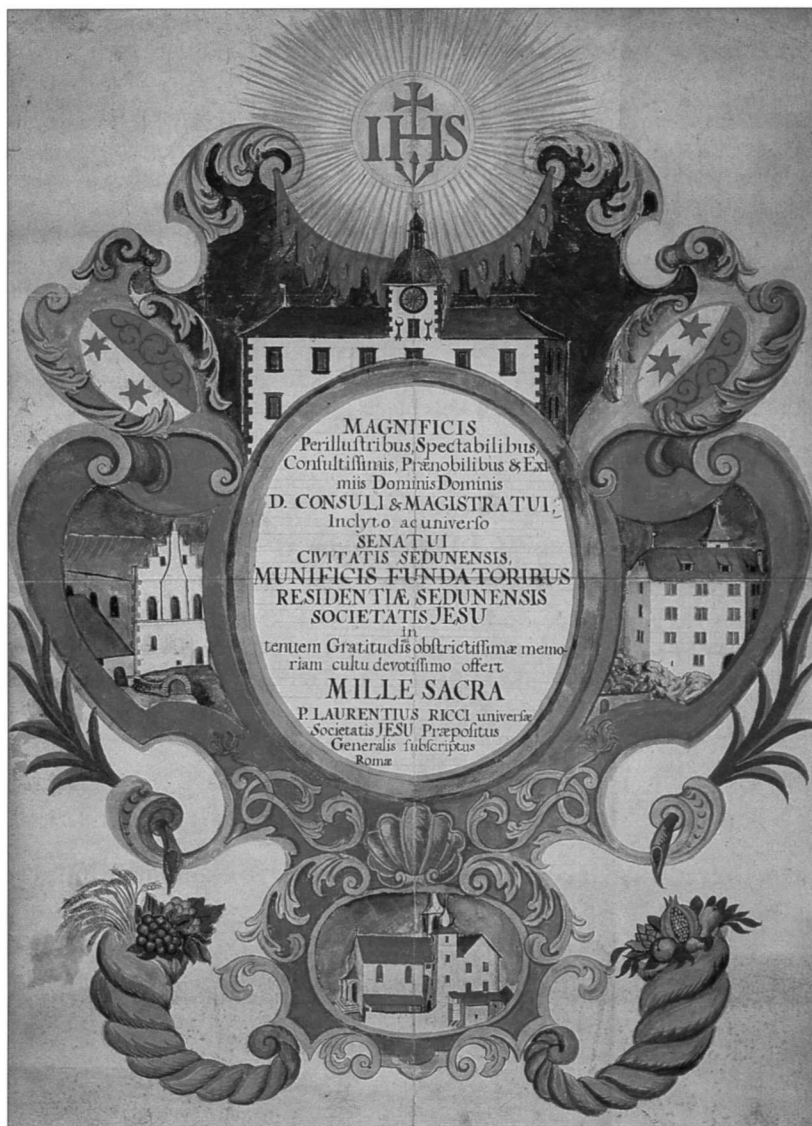 IHS
MAGNIFICIS
Perilluſtribus, Spectabilibus,
Conſultiſſimis, Prænobilibus & Exi-
miis Dominis Dominis
D. CONSULI & MAGISTRATUI,
Inclyto ac univerſo
SENATUI
CIVITATIS SEDUNENSIS,
MUNIFICIS FUNDATORIBUS
RESIDENTIÆ SEDUNENSIS
SOCIETATIS JESU
in
tenuem Gratitudīs obſtrictiſſimæ memo-
riam cultu devotiſſimo offert
MILLE SACRA
P. LAURENTIUS RICCI univerſæ
Societatis JESU Præpoſitus
Generalis ſubſcriptus
Romæ